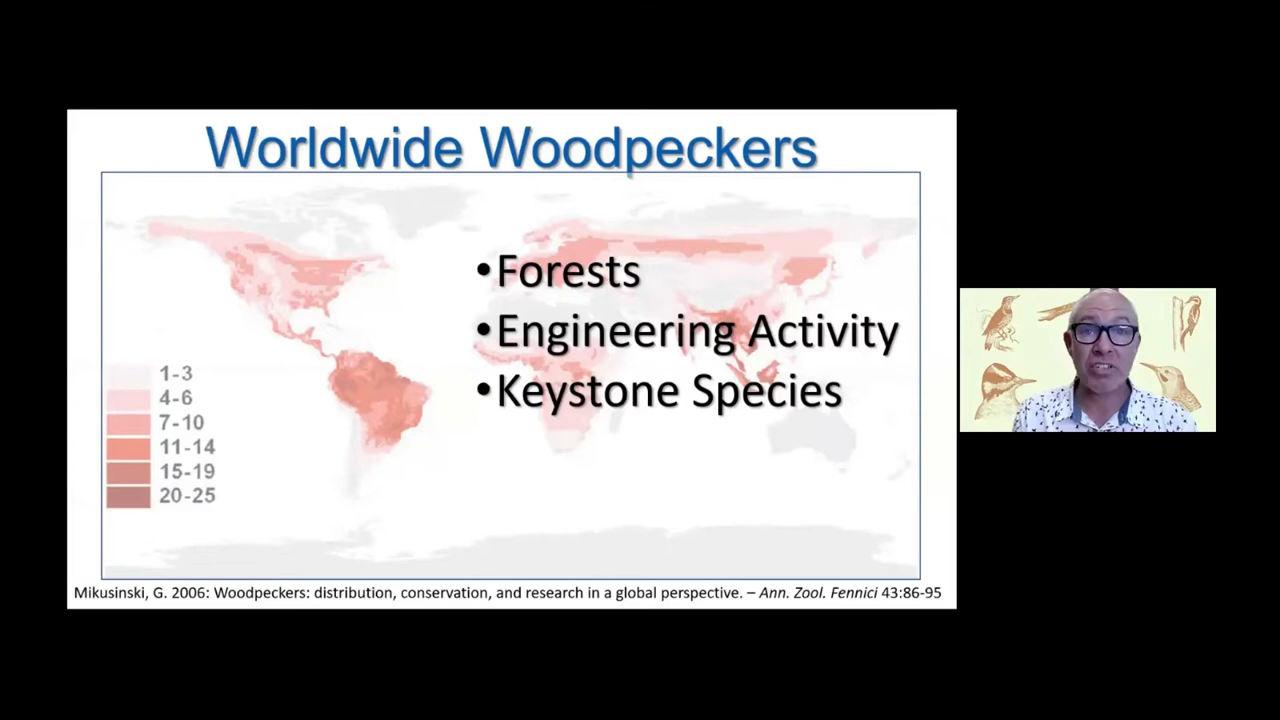 Worldwide Woodpeckers
•Forests
•Engineering Activity
•Keystone Species
1-3
4-6
7-10
11-14
15-19
20-25
Mikusinski, G. 2006: Woodpeckers: distribution, conservation, and research in a global perspective. – Ann. Zool. Fennici 43:86-95